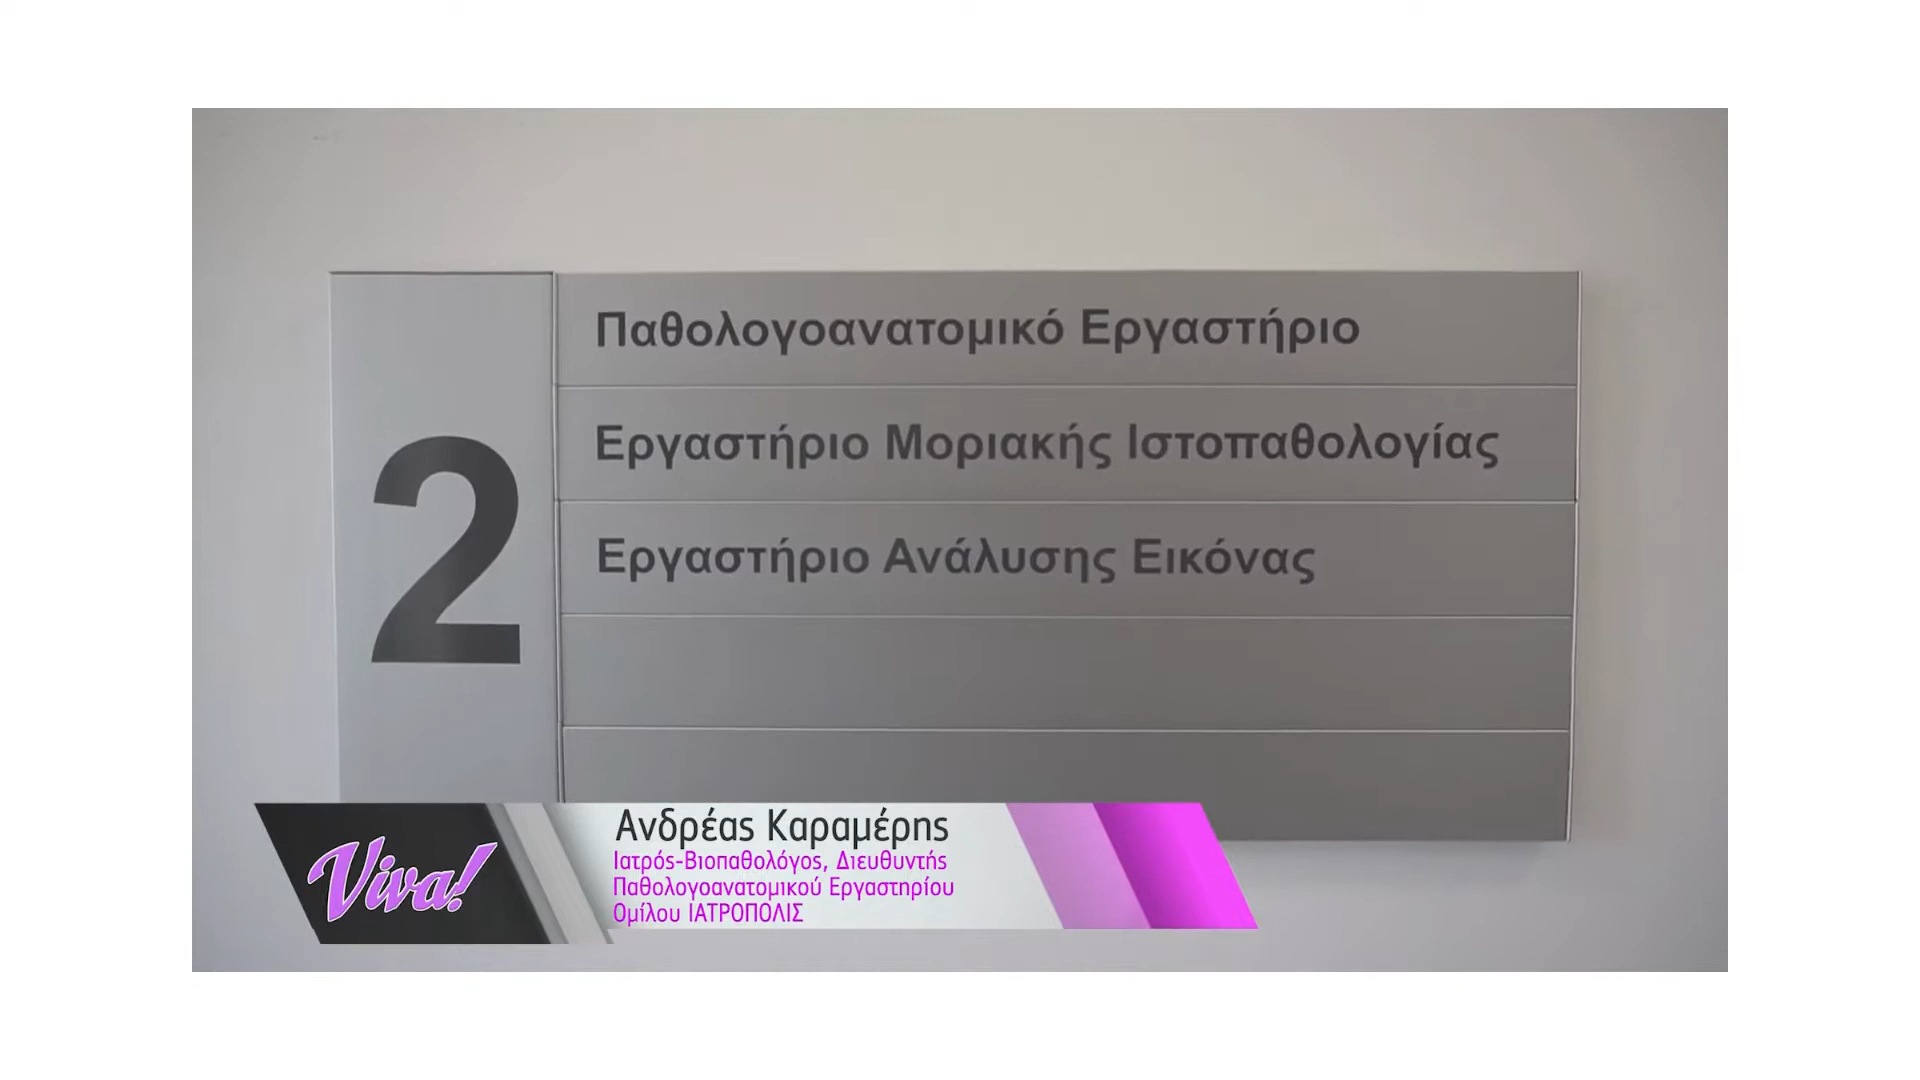 2
Παθολογοανατομικό Εργαστήριο
Εργαστήριο Μοριακής Ιστοπαθολογίας
Εργαστήριο Ανάλυσης Εικόνας
Viva!
Ανδρέας Καραμέρης
Ιατρός-Βιοπαθολόγος, Διευθυντής
Παθολογοανατομικού Εργαστηρίου
Ομίλου ΙΑΤΡΟΠΟΛΙΣ